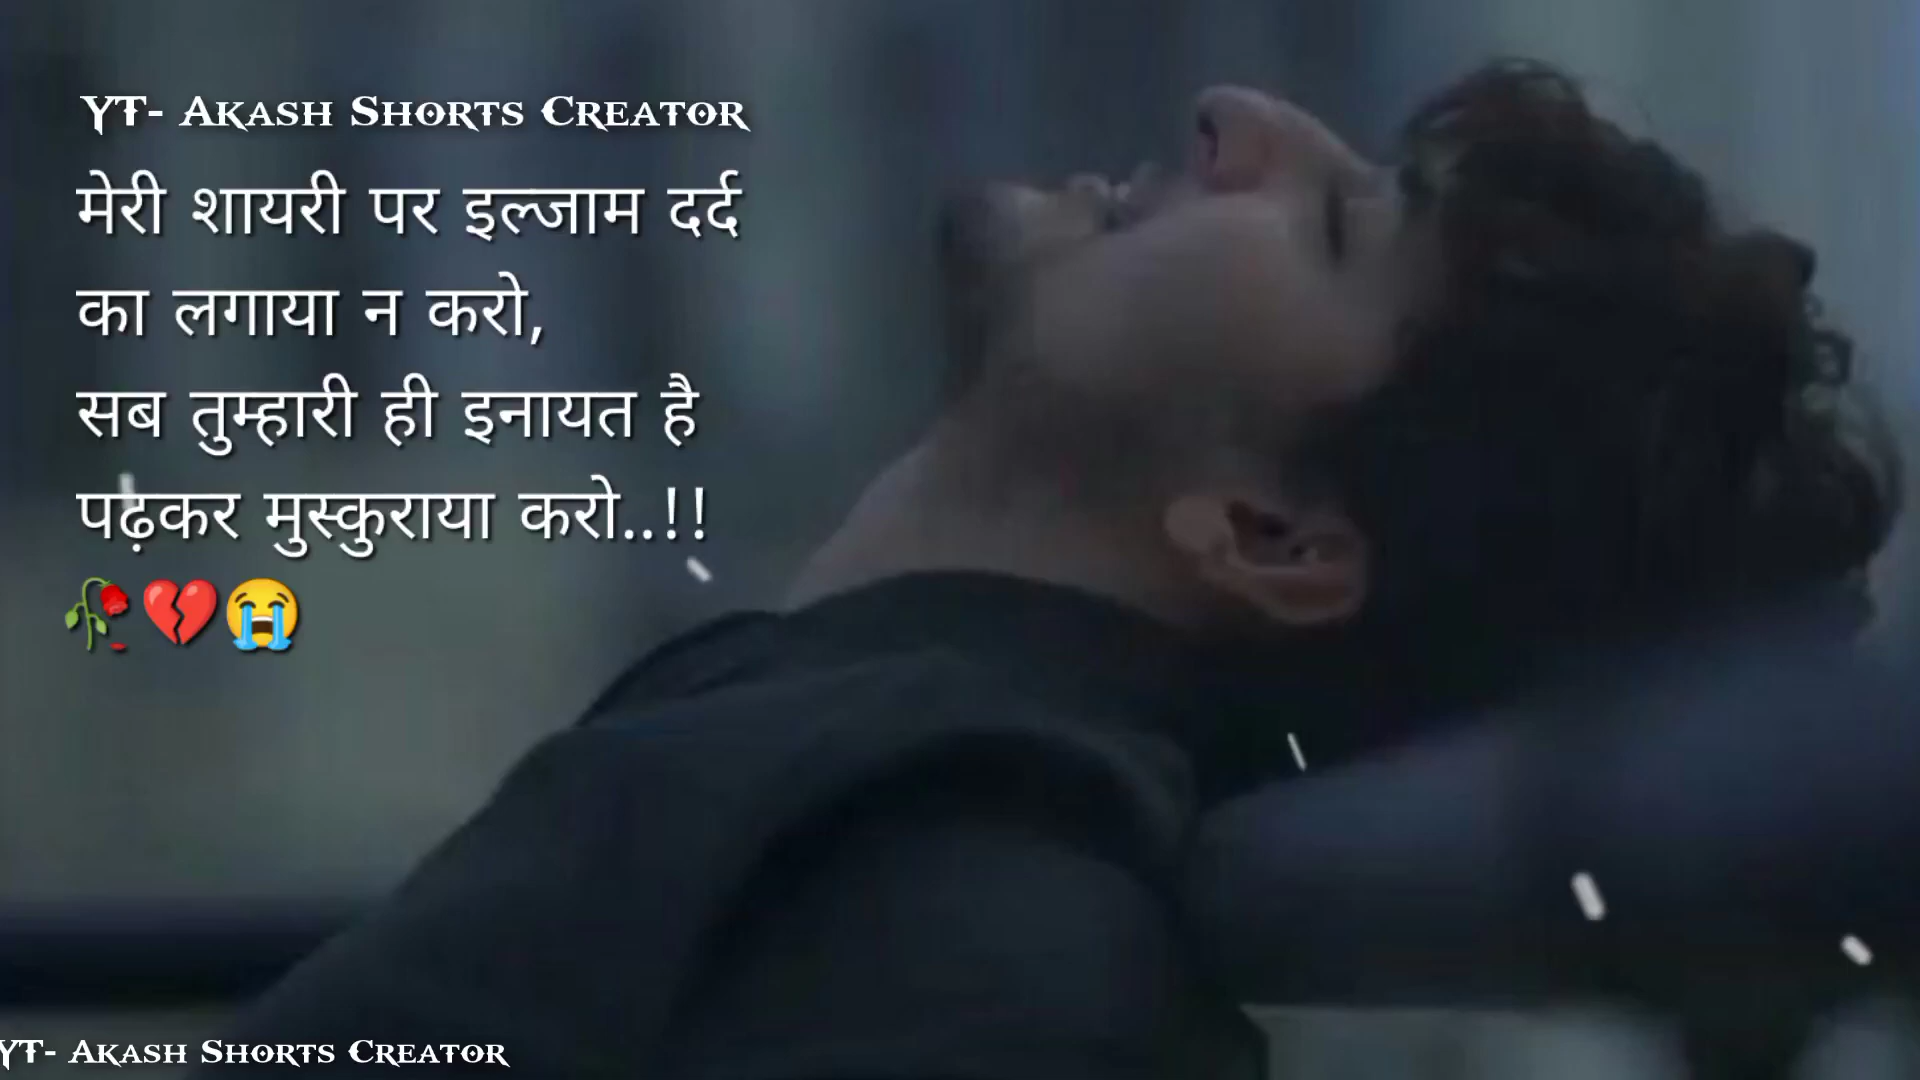 YT- Akash Shorts Creator
मेरी शायरी पर इल्जाम दर्द
का लगाया न करो,
सब तुम्हारी ही इनायत है
पढ़कर मुस्कुराया करो..!!
🥀💔😭
YT- Akash Shorts Creator